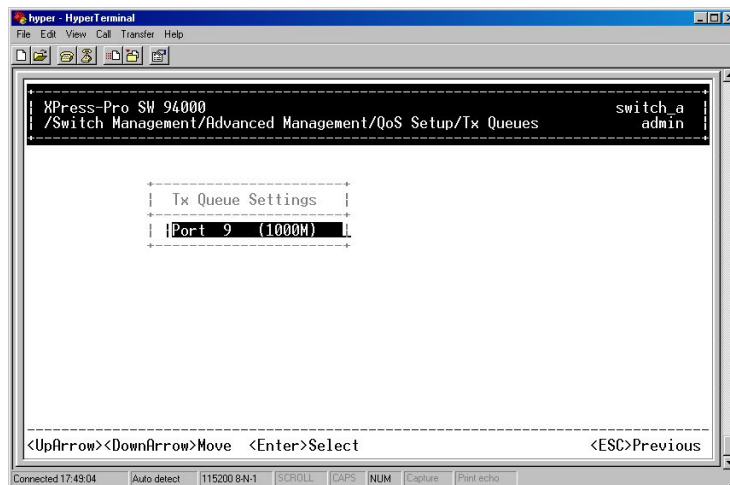 hyper - HyperTerminal
File Edit View Call Transfer Help
XPress-Pro SW 94000 switch_a
/Switch Management/Advanced Management/QoS Setup/Tx Queues admin
Tx Queue Settings
Port 9 (1000M)
<UpArrow><DownArrow>Move <Enter>Select <ESC>Previous
Connected 17:49:04 Auto detect 115200 8-N-1 SCROLL CAPS NUM Capture Print echo